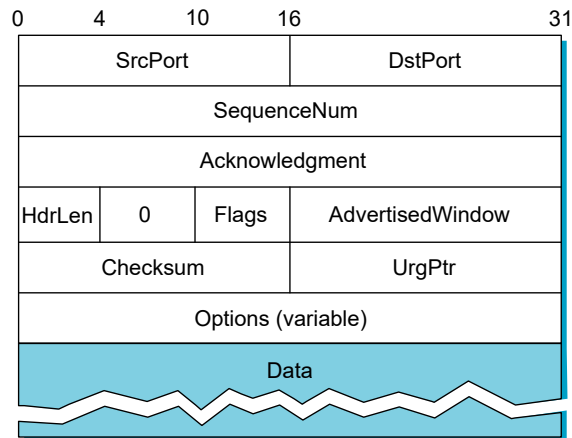 0 4 10 16 31
SrcPort DstPort
SequenceNum
Acknowledgment
HdrLen 0 Flags AdvertisedWindow
Checksum UrgPtr
Options (variable)
Data